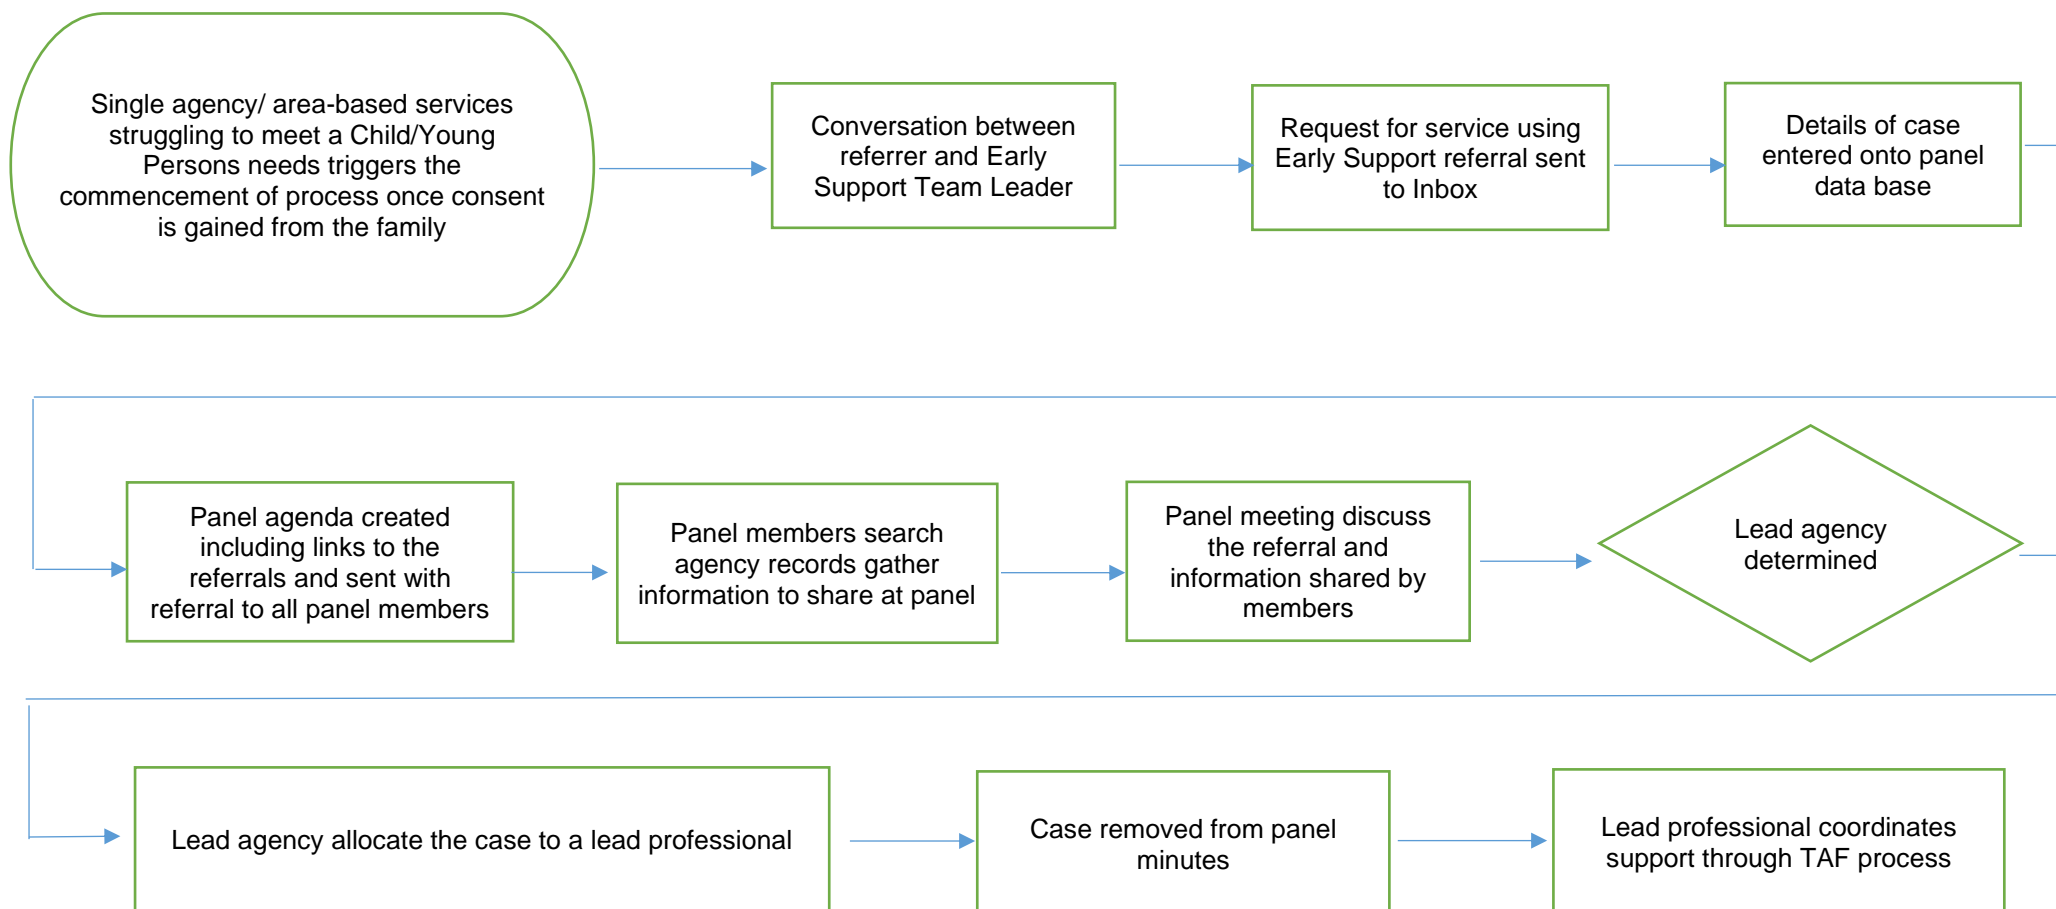 Single agency/ area-based services
struggling to meet a Child/Young
Persons needs triggers the
commencement of process once consent
is gained from the family
Conversation between
referrer and Early
Support Team Leader
Request for service using
Early Support referral sent
to Inbox
Details of case
entered onto panel
data base
Panel agenda created
including links to the
referrals and sent with
referral to all panel members
Panel members search
agency records gather
information to share at panel
Panel meeting discuss
the referral and
information shared by
members
Lead agency
determined
Lead agency allocate the case to a lead professional
Case removed from panel
minutes
Lead professional coordinates
support through TAF process